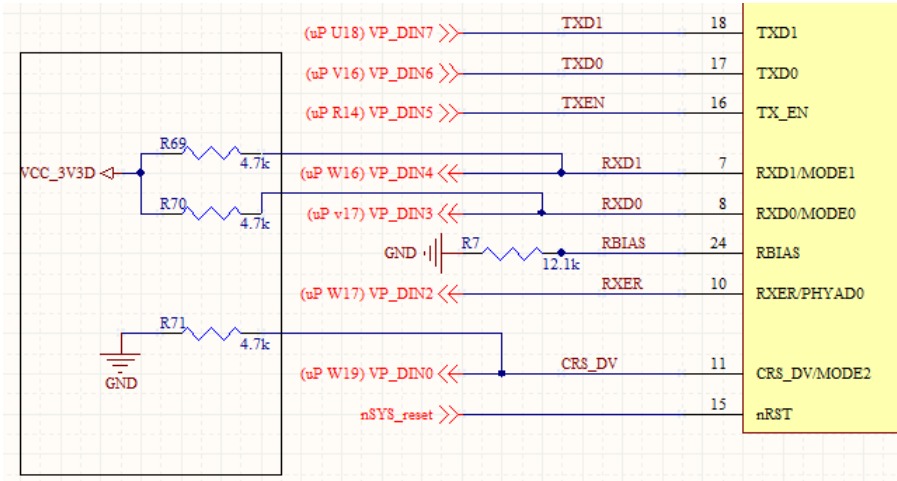 (uP U18) VP_DIN7 TXD1 18 TXD1
(uP V16) VP_DIN6 TXD0 17 TXD0
(uP R14) VP_DIN5 TXEN 16 TX_EN
R69 4.7k
VCC_3V3D (uP W16) VP_DIN4 RXD1 7 RXD1/MODE1
R70 4.7k (uP v17) VP_DIN3 RXD0 8 RXD0/MODE0
GND R7 12.1k RBIAS 24 RBIAS
(uP W17) VP_DIN2 RXER 10 RXER/PHYAD0
R71 4.7k
GND (uP W19) VP_DIN0 CRS_DV 11 CRS_DV/MODE2
nSYS_reset 15 nRST